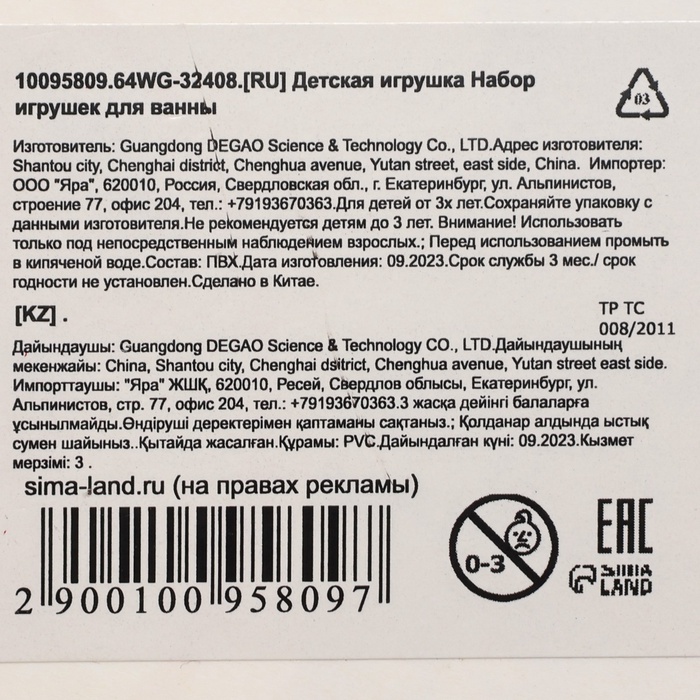 10095809.64WG-32408.[RU] Детская игрушка Набор
игрушек для ванны
03
Изготовитель: Guangdong DEGAO Science & Technology Co., LTD.Адрес изготовителя:
Shantou city, Chenghai district, Chenghua avenue, Yutan street, east side, China. Импортер:
ООО "Яра", 620010, Россия, Свердловская обл., г. Екатеринбург, ул. Альпинистов,
строение 77, офис 204, тел.: +79193670363.Для детей от 3х лет.Сохраняйте упаковку с
данными изготовителя.Не рекомендуется детям до 3 лет. Внимание! Использовать
только под непосредственным наблюдением взрослых.; Перед использованием промыть
в кипяченой воде.Состав: ПВХ.Дата изготовления: 09.2023.Срок службы 3 мес./ срок
годности не установлен.Сделано в Китае.
[KZ] .
ТР ТС
008/2011
Дайындаушы: Guangdong DEGAO Science & Technology CO., LTD.Дайындаушының
мекенжайы: China, Shantou city, Chenghai dsitrict, Chenghua avenue, Yutan street east side.
Импорттаушы: "Яра" ЖШҚ, 620010, Ресей, Свердлов облысы, Екатеринбург, ул.
Альпинистов, стр. 77, офис 204, тел.: +79193670363.3 жасқа дейінгі балаларға
ұсынылмайды.Өндіруші деректерімен қаптаманы сақтаңыз.; Қолданар алдында ыстық
сумен шайыныз..Қытайда жасалған.Құрамы: PVC.Дайындалған күні: 09.2023.Кызмет
мерзімі: 3 .
sima-land.ru (на правах рекламы)
2 900100 958097
0-3
EAC
SIMA
LAND